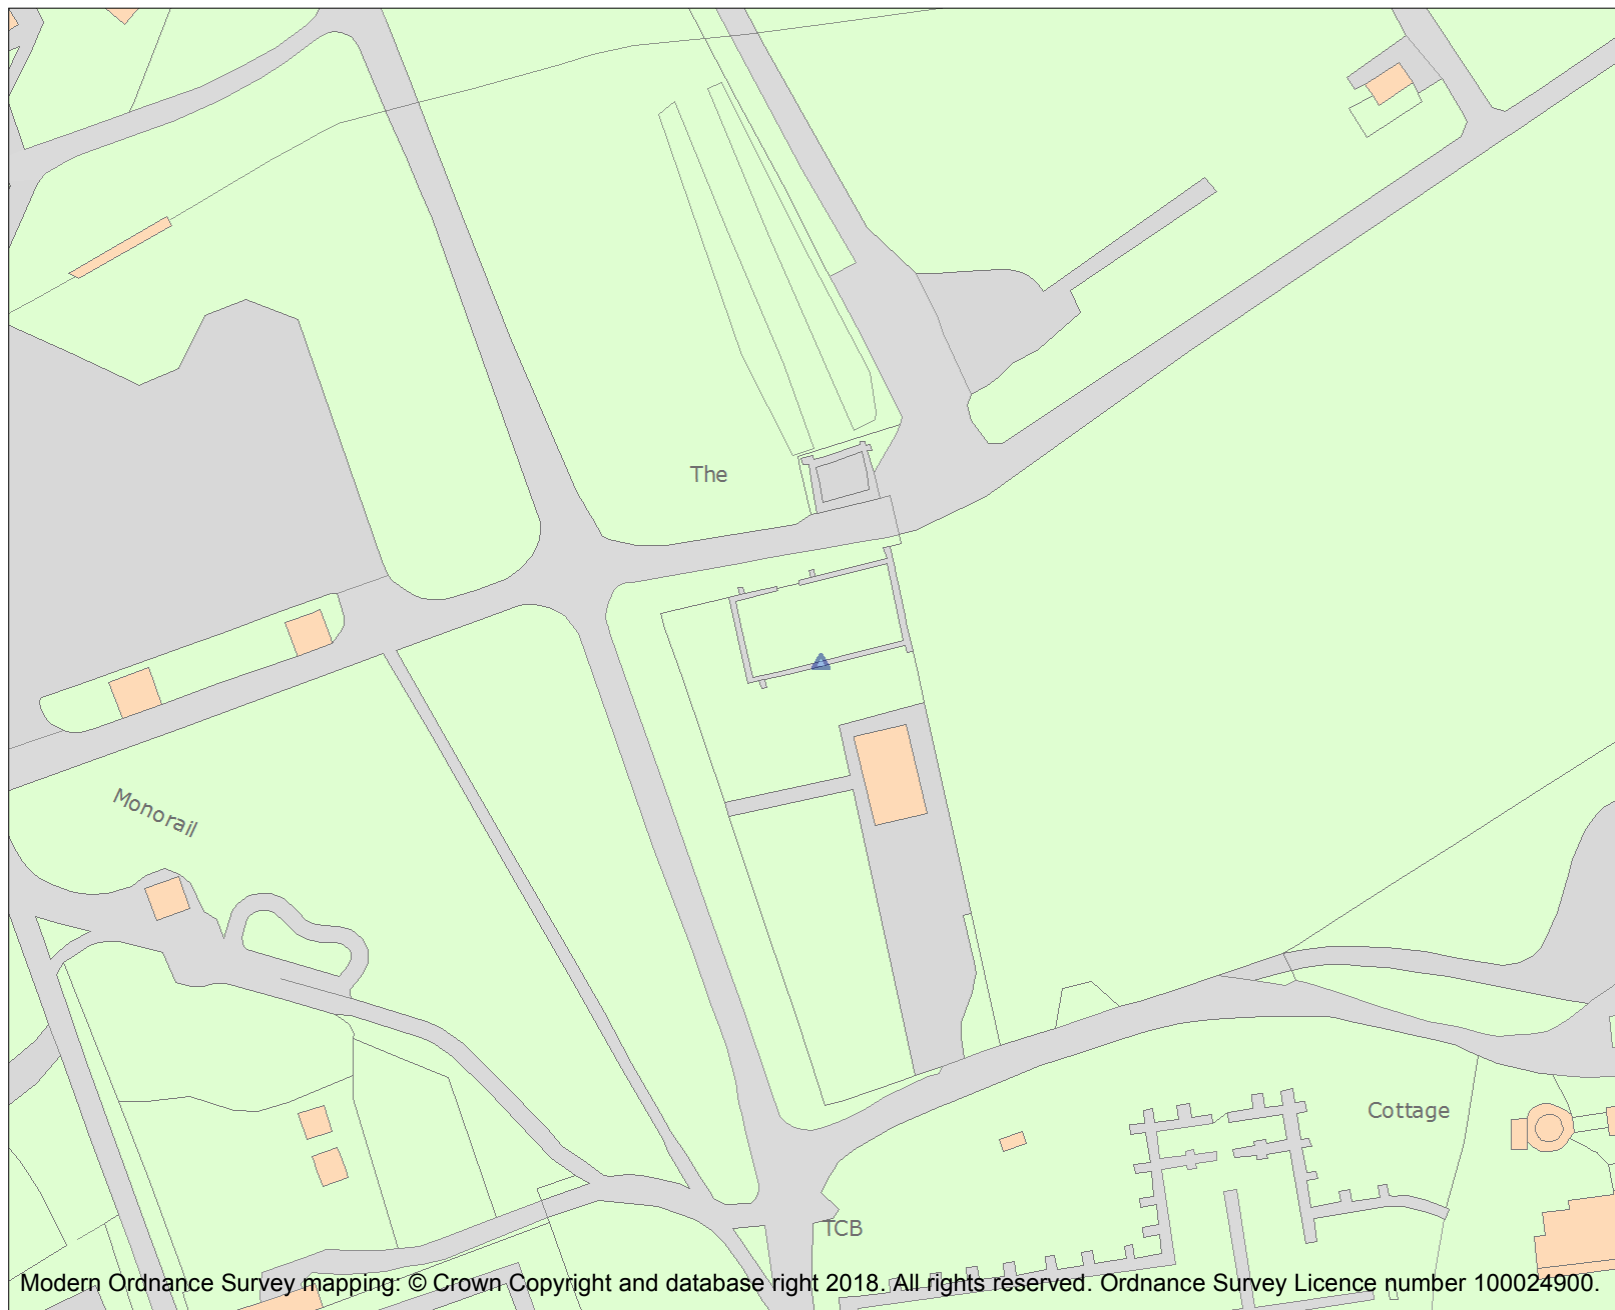 The
Monorail
Cottage
TCB
Modern Ordnance Survey mapping: © Crown Copyright and database right 2018. All rights reserved. Ordnance Survey Licence number 100024900.